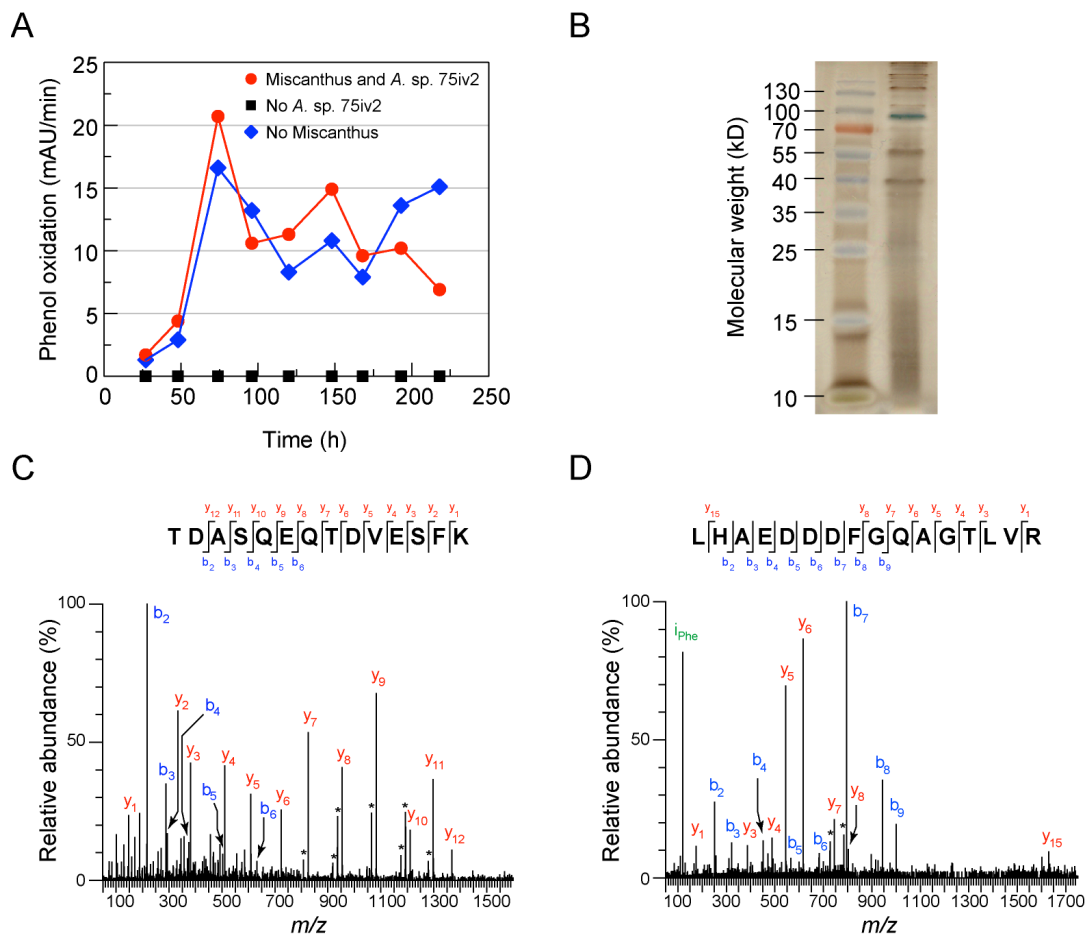 A
Phenol oxidation (mAU/min)
25
20
15
10
5
0
0
50
100
150
200
250
Time (h)
Miscanthus and A. sp. 75iv2
No A. sp. 75iv2
No Miscanthus
B
Molecular weight (kD)
130
100
70
55
40
35
25
15
10
C
y12 y11 y10 y9 y8 y7 y6 y5 y4 y3 y2 y1
T D A S Q E Q T D V E S F K
b2 b3 b4 b5 b6
Relative abundance (%)
100
50
0
b2
y2
b4
b3
y3
y1
b5
y4
y5
b6
y6
y7
*
*
*
y8
*
y9
*
*
y10
*
y11
y12
100 300 500 700 900 1100 1300 1500
m/z
D
y15 y8 y7 y6 y5 y4 y3 y1
L H A E D D D F G Q A G T L V R
b2 b3 b4 b5 b6 b7 b8 b9
Relative abundance (%)
100
50
0
iPhe
y1
b2
b3
y3
b4
y4
y5
b5
y6
b6
y7
*
*
b7
y8
b8
b9
y15
100 300 500 700 900 1100 1300 1500 1700
m/z